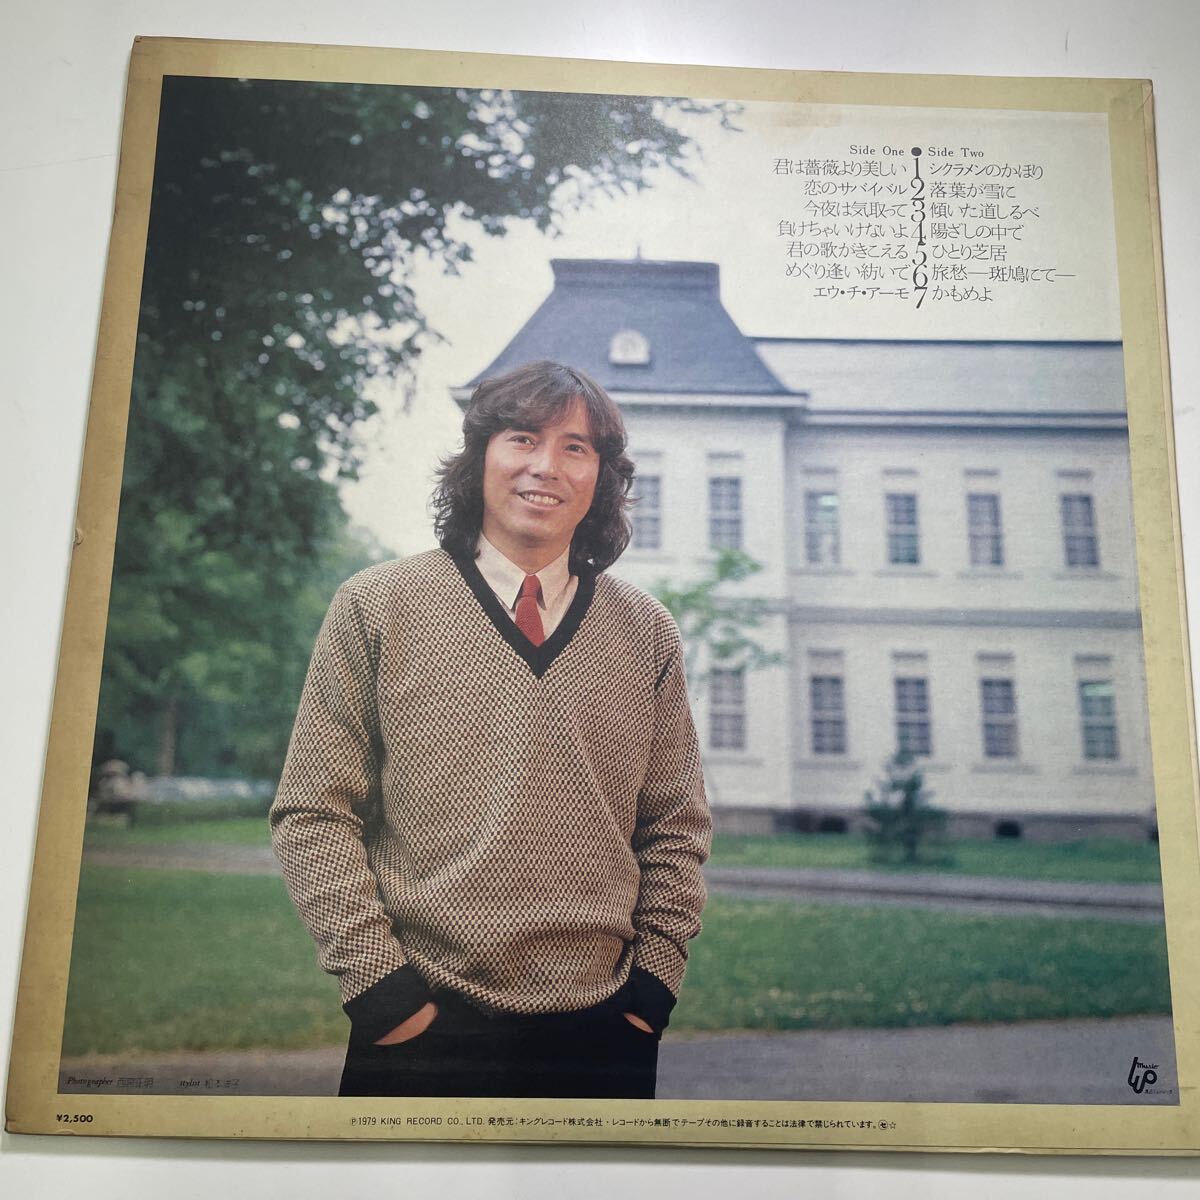 Side One ● Side Two
君は薔薇より美しい 1 シクラメンのかほり
恋のサバイバル 2 落葉が雪に
今夜は気取って 3 傾いた道しるべ
負けちゃいけないよ 4 陽ざしの中で
君の歌がきこえる 5 ひとり芝居
めぐり逢い紡いで 6 旅愁—斑鳩にて—
エウ・チ・アーモ 7 かもめよ
Photographer stylist
Music
¥2,500
Ⓟ1979 KING RECORD CO., LTD. 発売元:キングレコード株式会社・レコードから無断でテープその他に録音することは法律で禁じられています。㋲☆